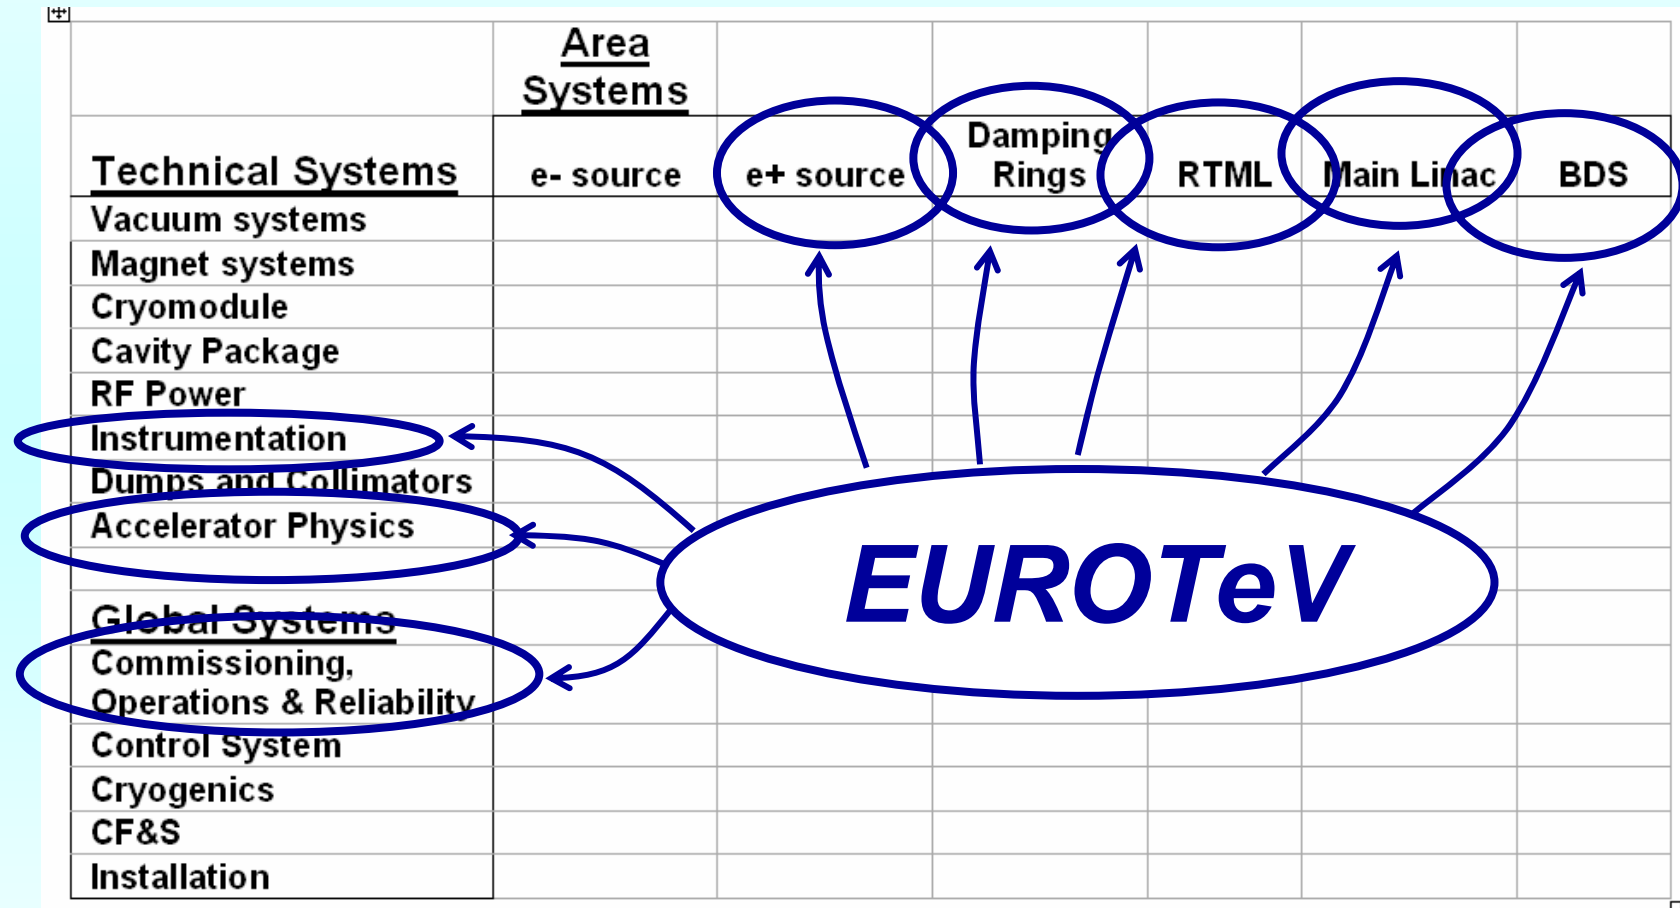 Area
Systems
Technical Systems
e- source
e+ source
Damping
Rings
RTML
Main Linac
BDS
Vacuum systems
Magnet systems
Cryomodule
Cavity Package
RF Power
Instrumentation
Dumps and Collimators
Accelerator Physics
EUROTeV
Global Systems
Commissioning,
Operations & Reliability
Control System
Cryogenics
CF&S
Installation